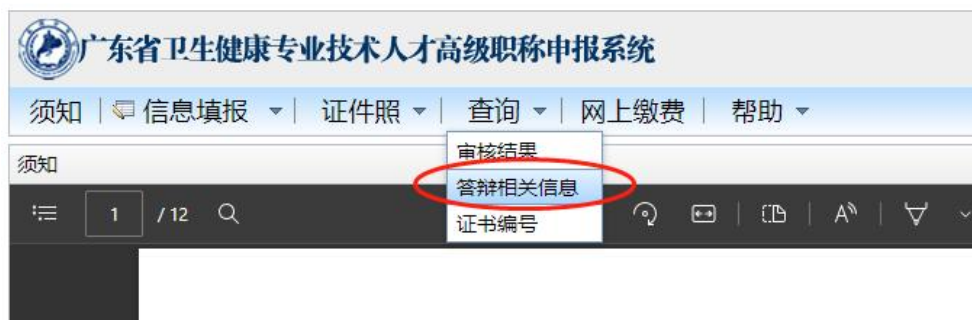 广东省卫生健康专业技术人才高级职称申报系统
须知 信息填报 证件照 查询 网上缴费 帮助
审核结果
须知
答辩相关信息
证书编号
1 /12